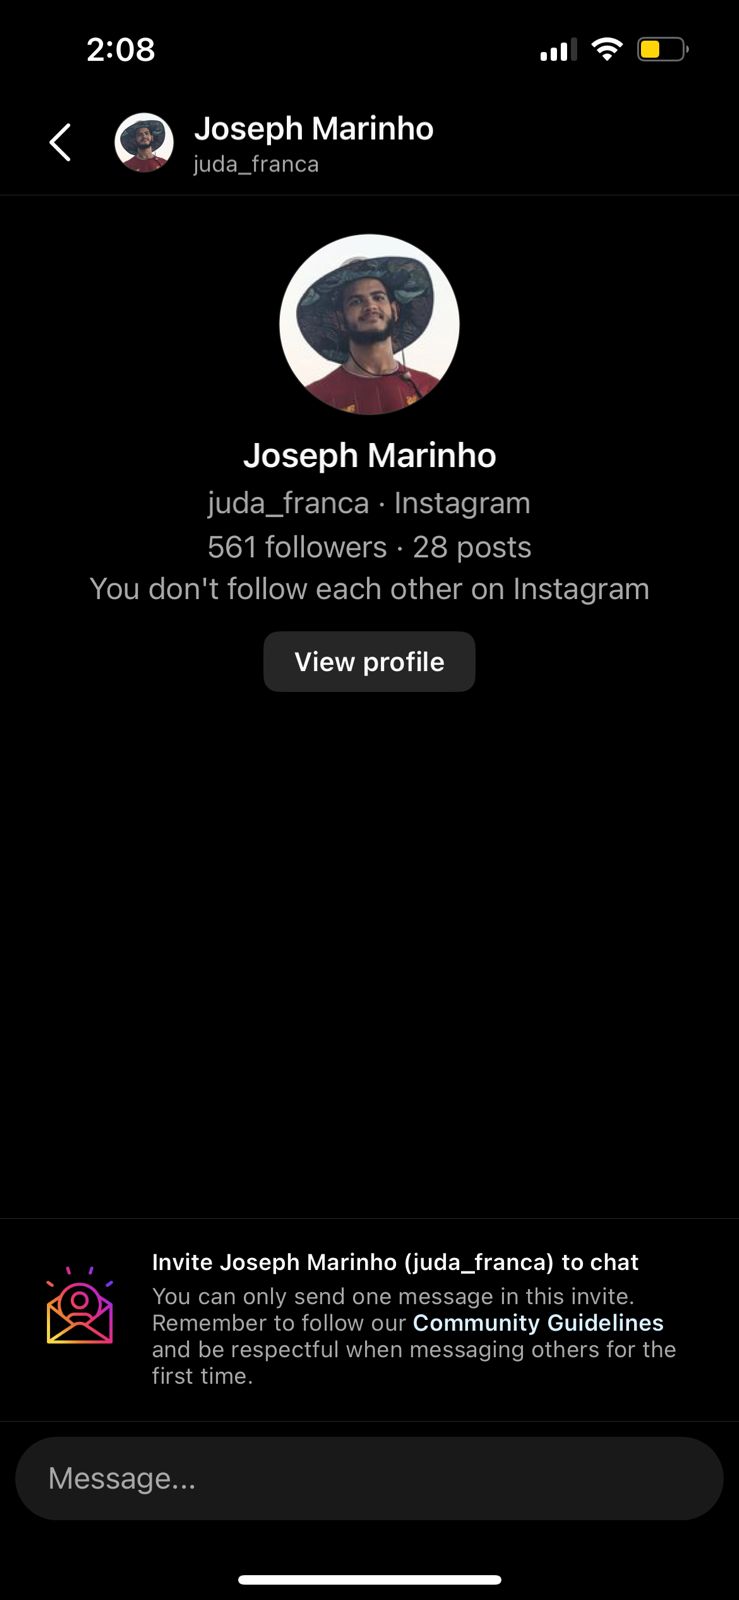 2:08
Joseph Marinho
juda_franca
Joseph Marinho
juda_franca · Instagram
561 followers · 28 posts
You don't follow each other on Instagram
View profile
Invite Joseph Marinho (juda_franca) to chat
You can only send one message in this invite.
Remember to follow our Community Guidelines
and be respectful when messaging others for the
first time.
Message...